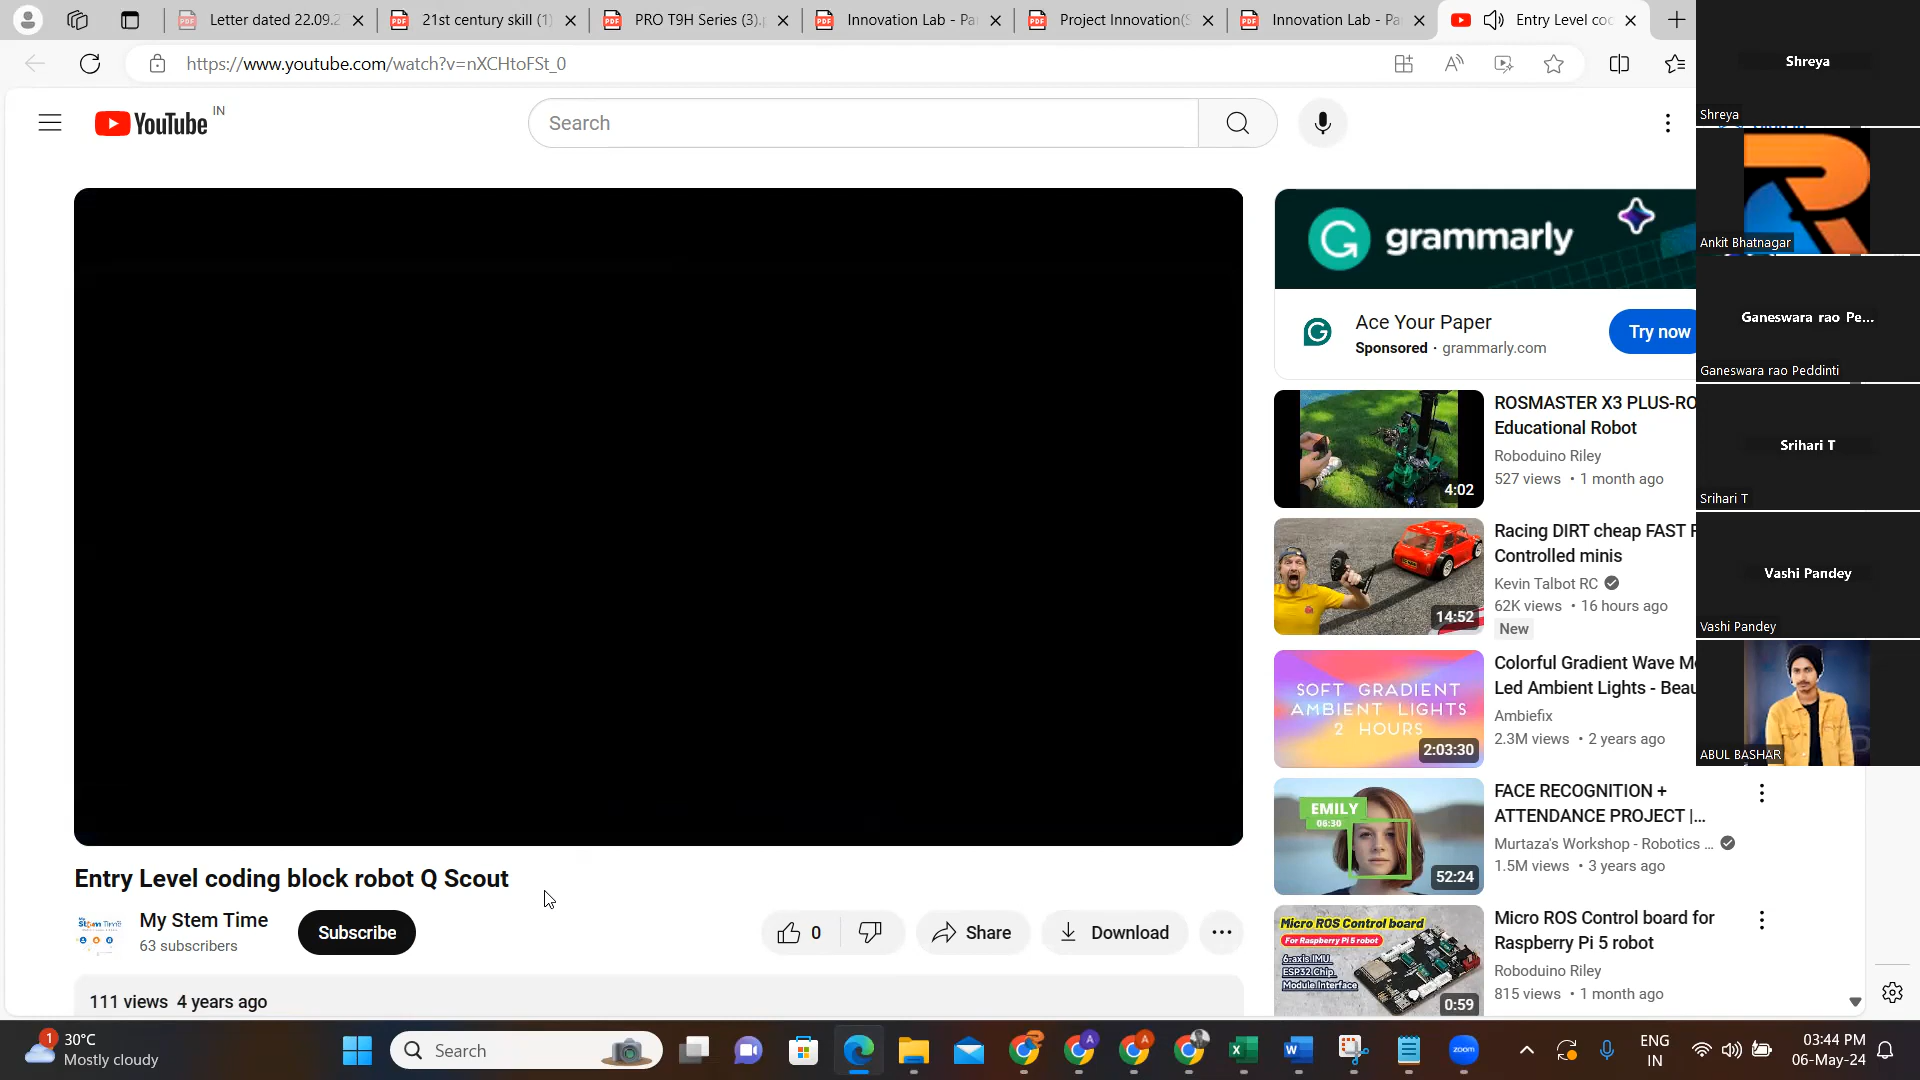 Letter dated 22.09.2
21st century skill (1)
PRO T9H Series (3).
Innovation Lab - Pa
Project Innovation(S
Innovation Lab - Pa
Entry Level co
https://www.youtube.com/watch?v=nXCHtoFSt_0
YouTube IN
Search
grammarly
Ace Your Paper
Sponsored · grammarly.com
Try now
ROSMASTER X3 PLUS-RO
Educational Robot
Roboduino Riley
527 views • 1 month ago
4:02
Racing DIRT cheap FAST
Controlled minis
Kevin Talbot RC
62K views • 16 hours ago
New
14:52
SOFT GRADIENT
AMBIENT LIGHTS
2 HOURS
2:03:30
Colorful Gradient Wave M
Led Ambient Lights - Beau
Ambiefix
2.3M views • 2 years ago
EMILY
06:30
52:24
FACE RECOGNITION +
ATTENDANCE PROJECT |...
Murtaza's Workshop - Robotics ...
1.5M views • 3 years ago
Micro ROS Control board
For Raspberry Pi 5 robot
6-axis IMU
ESP32 Chip
Module Interface
0:59
Micro ROS Control board for
Raspberry Pi 5 robot
Roboduino Riley
815 views • 1 month ago
Entry Level coding block robot Q Scout
My Stem Time
63 subscribers
Subscribe
0
Share
Download
...
111 views 4 years ago
Shreya
Shreya
Ankit Bhatnagar
Ganeswara rao Pe...
Ganeswara rao Peddinti
Srihari T
Srihari T
Vashi Pandey
Vashi Pandey
ABUL BASHAR
1
30°C
Mostly cloudy
Search
zoom
ENG
IN
03:44 PM
06-May-24